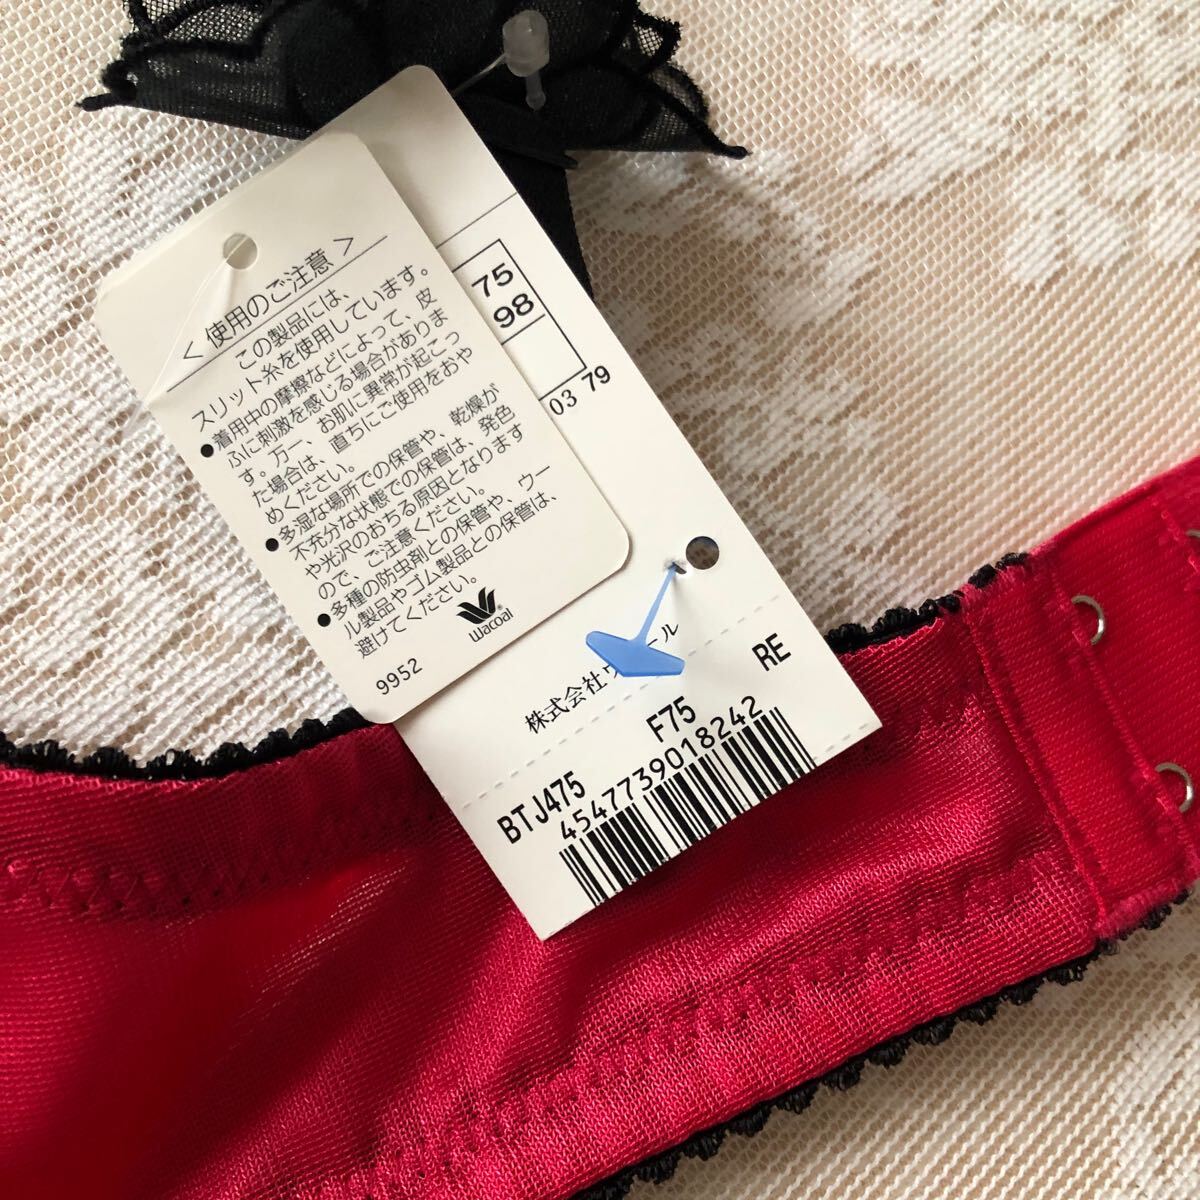 ＜ 使用のご注意 ＞
この製品には、
スリット糸を使用しています。
●着用中の摩擦などによって、皮
ふに刺激を感じる場合がありま
す。万一、お肌に異常が起こっ
た場合は、直ちにご使用をおや
めください。
●多湿な場所での保管や、乾燥が
不充分な状態での保管は、発色
や光沢のおちる原因となります
ので、ご注意ください。
●多種の防虫剤との保管や、ウー
ル製品やゴム製品との保管は、
避けてください。
Wacoal
9952
75
98
03 79
株式会社ワ ール
F75 RE
BTJ475
4547739018242